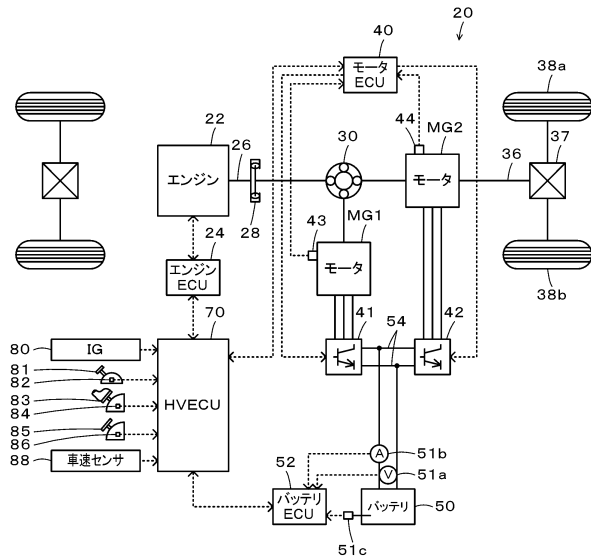 20
40
モータ
ECU
38a
22
26
30
44
MG2
37
エンジン
モータ
36
28
24
43
MG1
エンジン
ECU
モータ
38b
70
41
54
42
80
IG
81
82
83
HVECU
84
85
86
88
車速センサ
A
51b
V
51a
52
バッテリ
ECU
バッテリ
50
51c